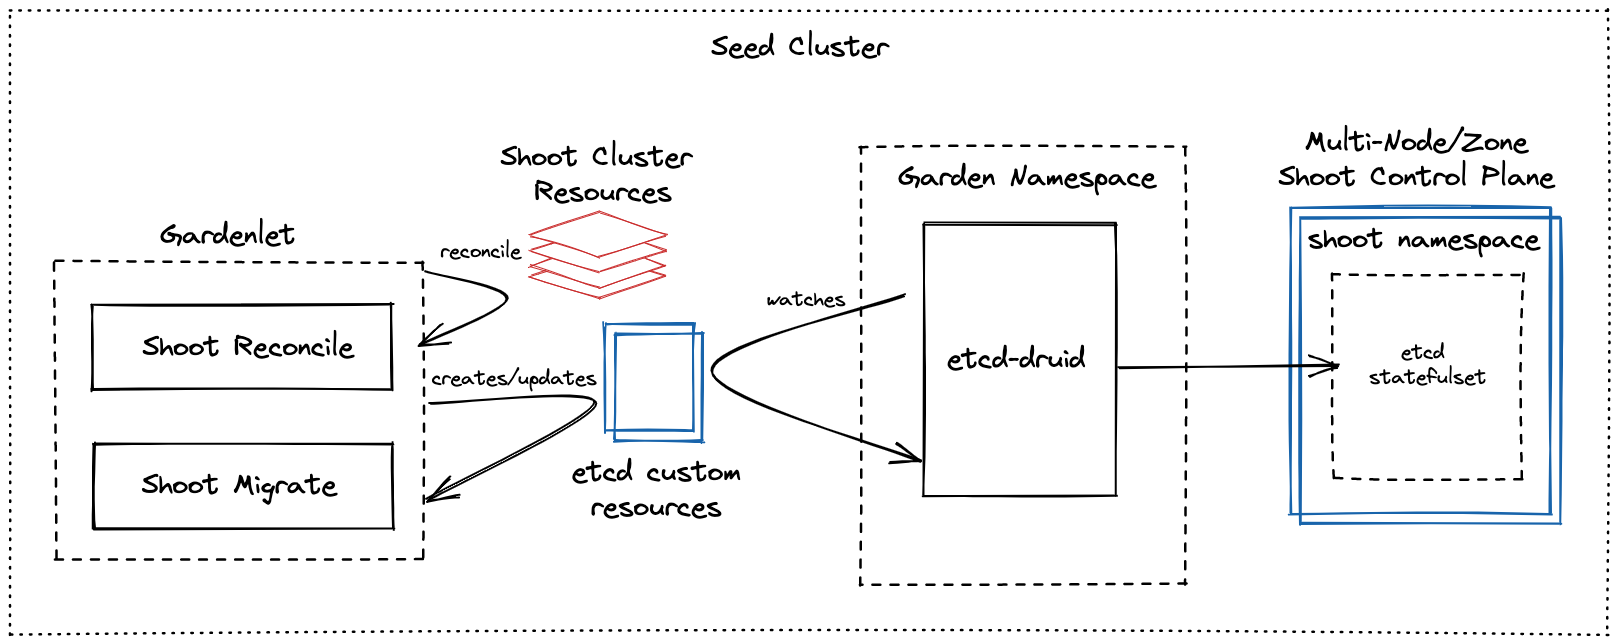 Seed Cluster
Gardenlet
Shoot Reconcile
Shoot Migrate
Shoot Cluster
Resources
reconcile
creates/updates
etcd custom
resources
watches
Garden Namespace
etcd-druid
Multi-Node/Zone
Shoot Control Plane
shoot namespace
etcd
statefulset